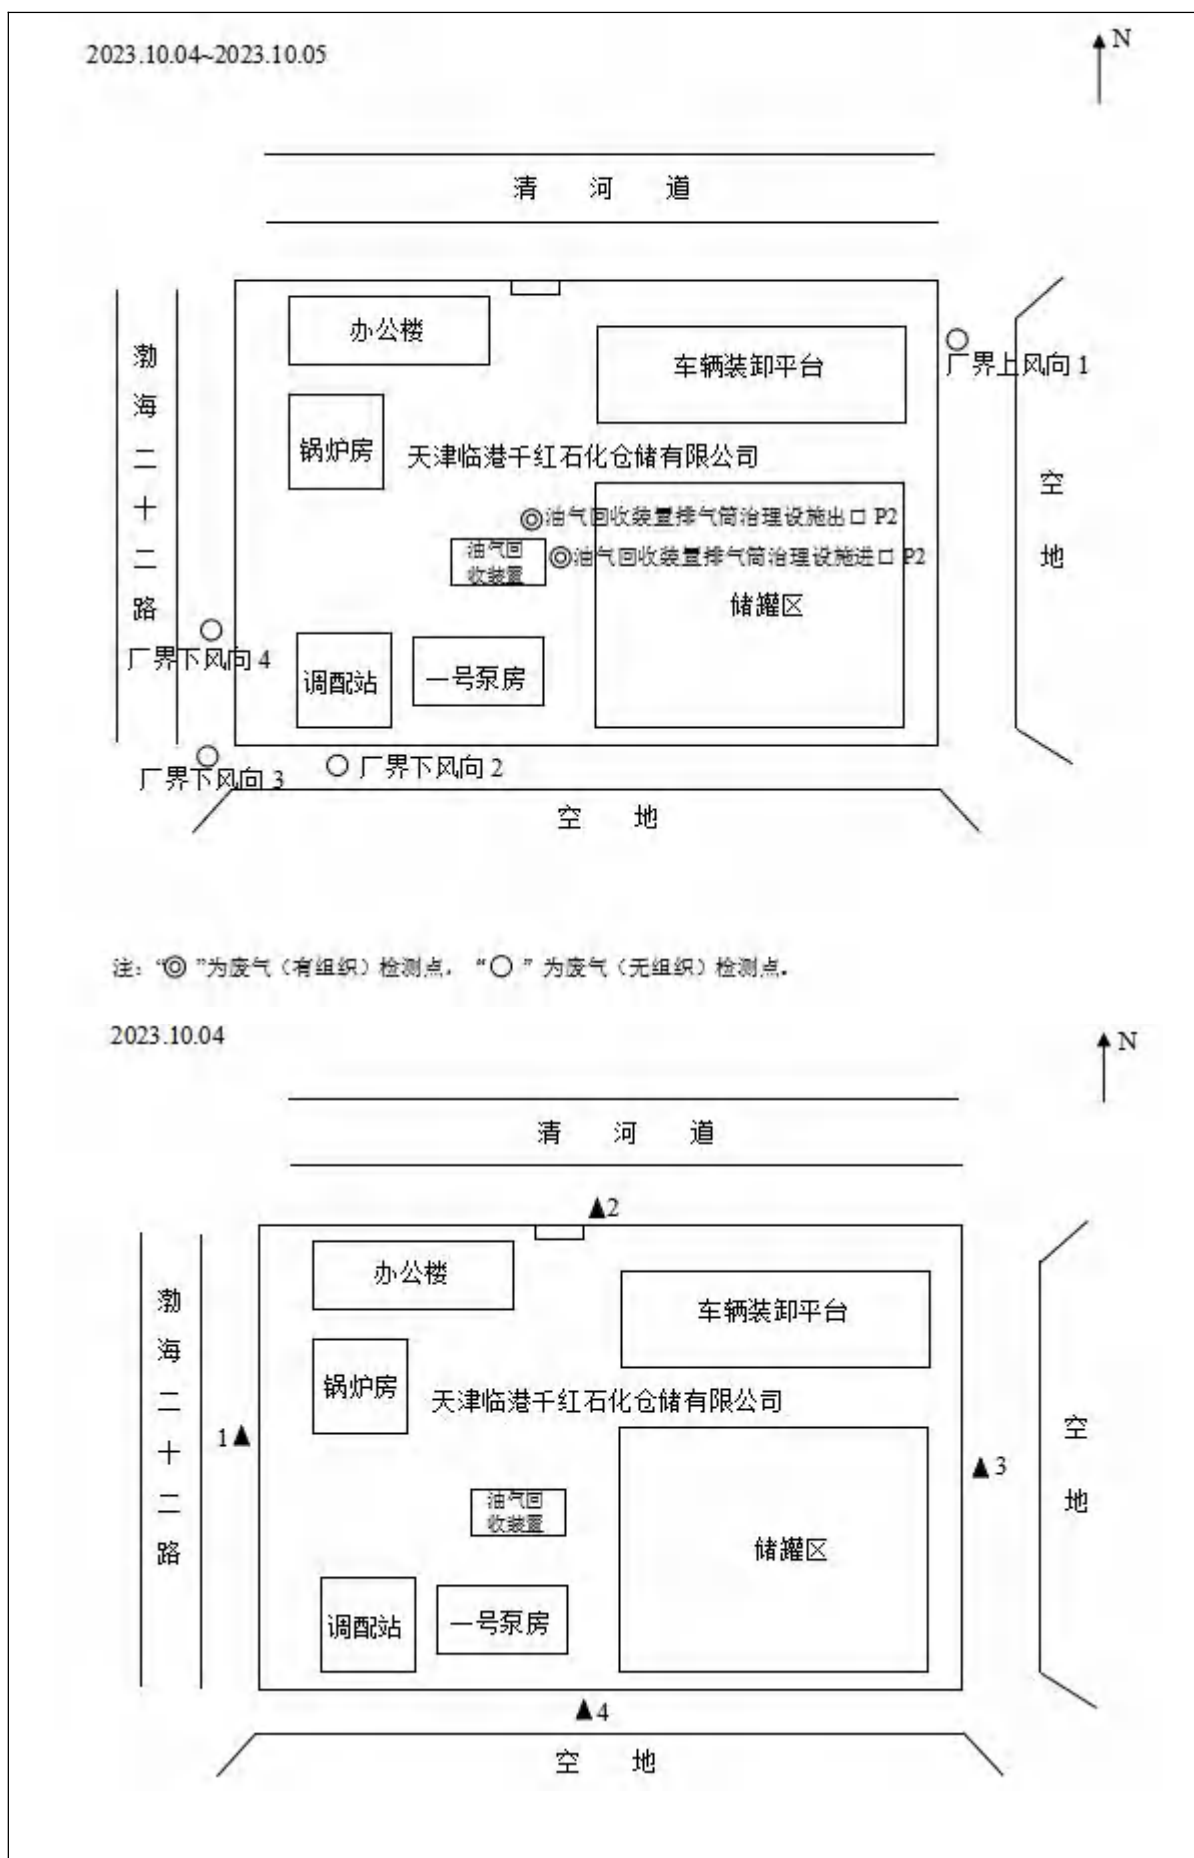 2023.10.04~2023.10.05
N
清 河 道
办公楼
车辆装卸平台
厂界上风向 1
渤海二十二路
锅炉房
天津临港千红石化仓储有限公司
空地
◎油气回收装置排气筒治理设施出口 P2
油气回
收装置
◎油气回收装置排气筒治理设施进口 P2
储罐区
厂界下风向 4
调配站
一号泵房
厂界下风向 3
厂界下风向 2
空 地
注：“◎ ”为废气（有组织）检测点， “○ ” 为废气（无组织）检测点。
2023.10.04
N
清 河 道
▲2
办公楼
车辆装卸平台
渤海二十二路
锅炉房
天津临港千红石化仓储有限公司
1▲
▲3
空地
油气回
收装置
储罐区
调配站
一号泵房
▲4
空 地